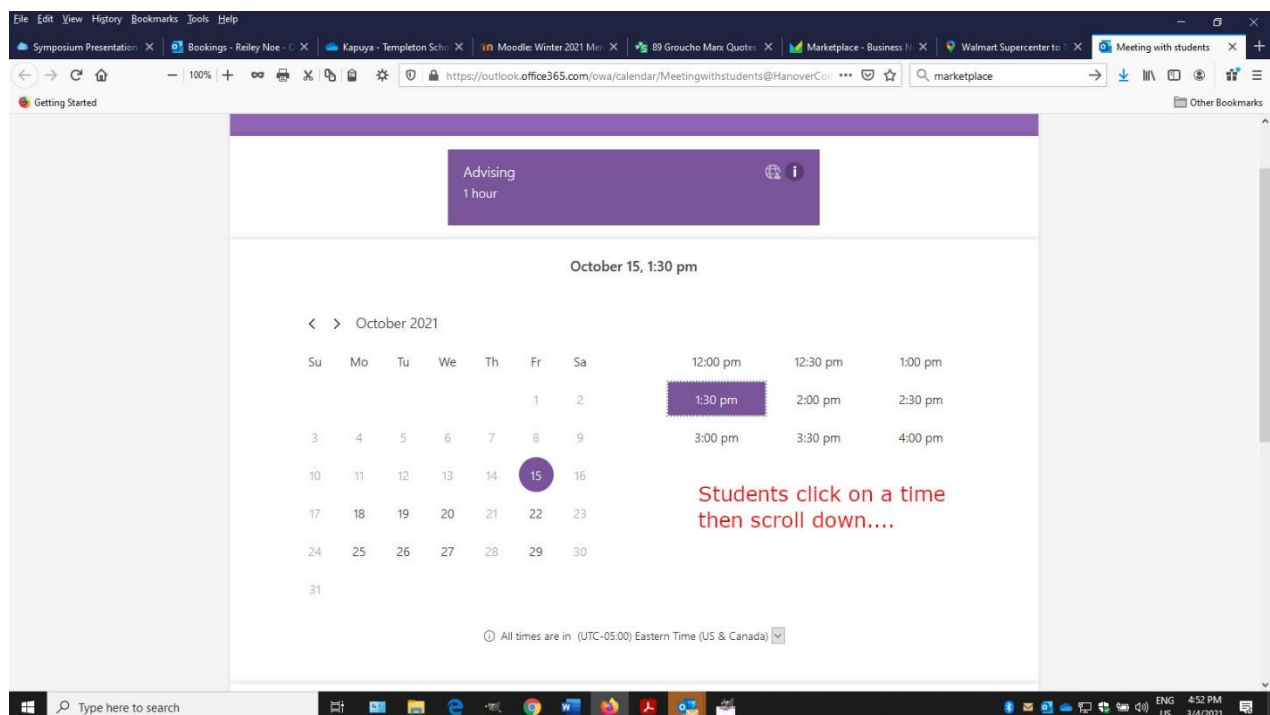 File Edit View History Bookmarks Tools Help
Symposium Presentation Bookings - Reiley Noe - O Kapuya - Templeton Scho Moodle: Winter 2021 Mer 89 Groucho Marx Quotes Marketplace - Business N Walmart Supercenter to 1 Meeting with students
100% https://outlook.office365.com/owa/calendar/Meetingwithstudents@HanoverCol marketplace
Getting Started Other Bookmarks
Advising
1 hour
October 15, 1:30 pm
October 2021
Su Mo Tu We Th Fr Sa 12:00 pm 12:30 pm 1:00 pm
1 2 1:30 pm 2:00 pm 2:30 pm
3 4 5 6 7 8 9 3:00 pm 3:30 pm 4:00 pm
10 11 12 13 14 15 16
Students click on a time
17 18 19 20 21 22 23 then scroll down....
24 25 26 27 28 29 30
31
All times are in (UTC-05:00) Eastern Time (US & Canada)
Type here to search ENG 4:52 PM
US 3/4/2021